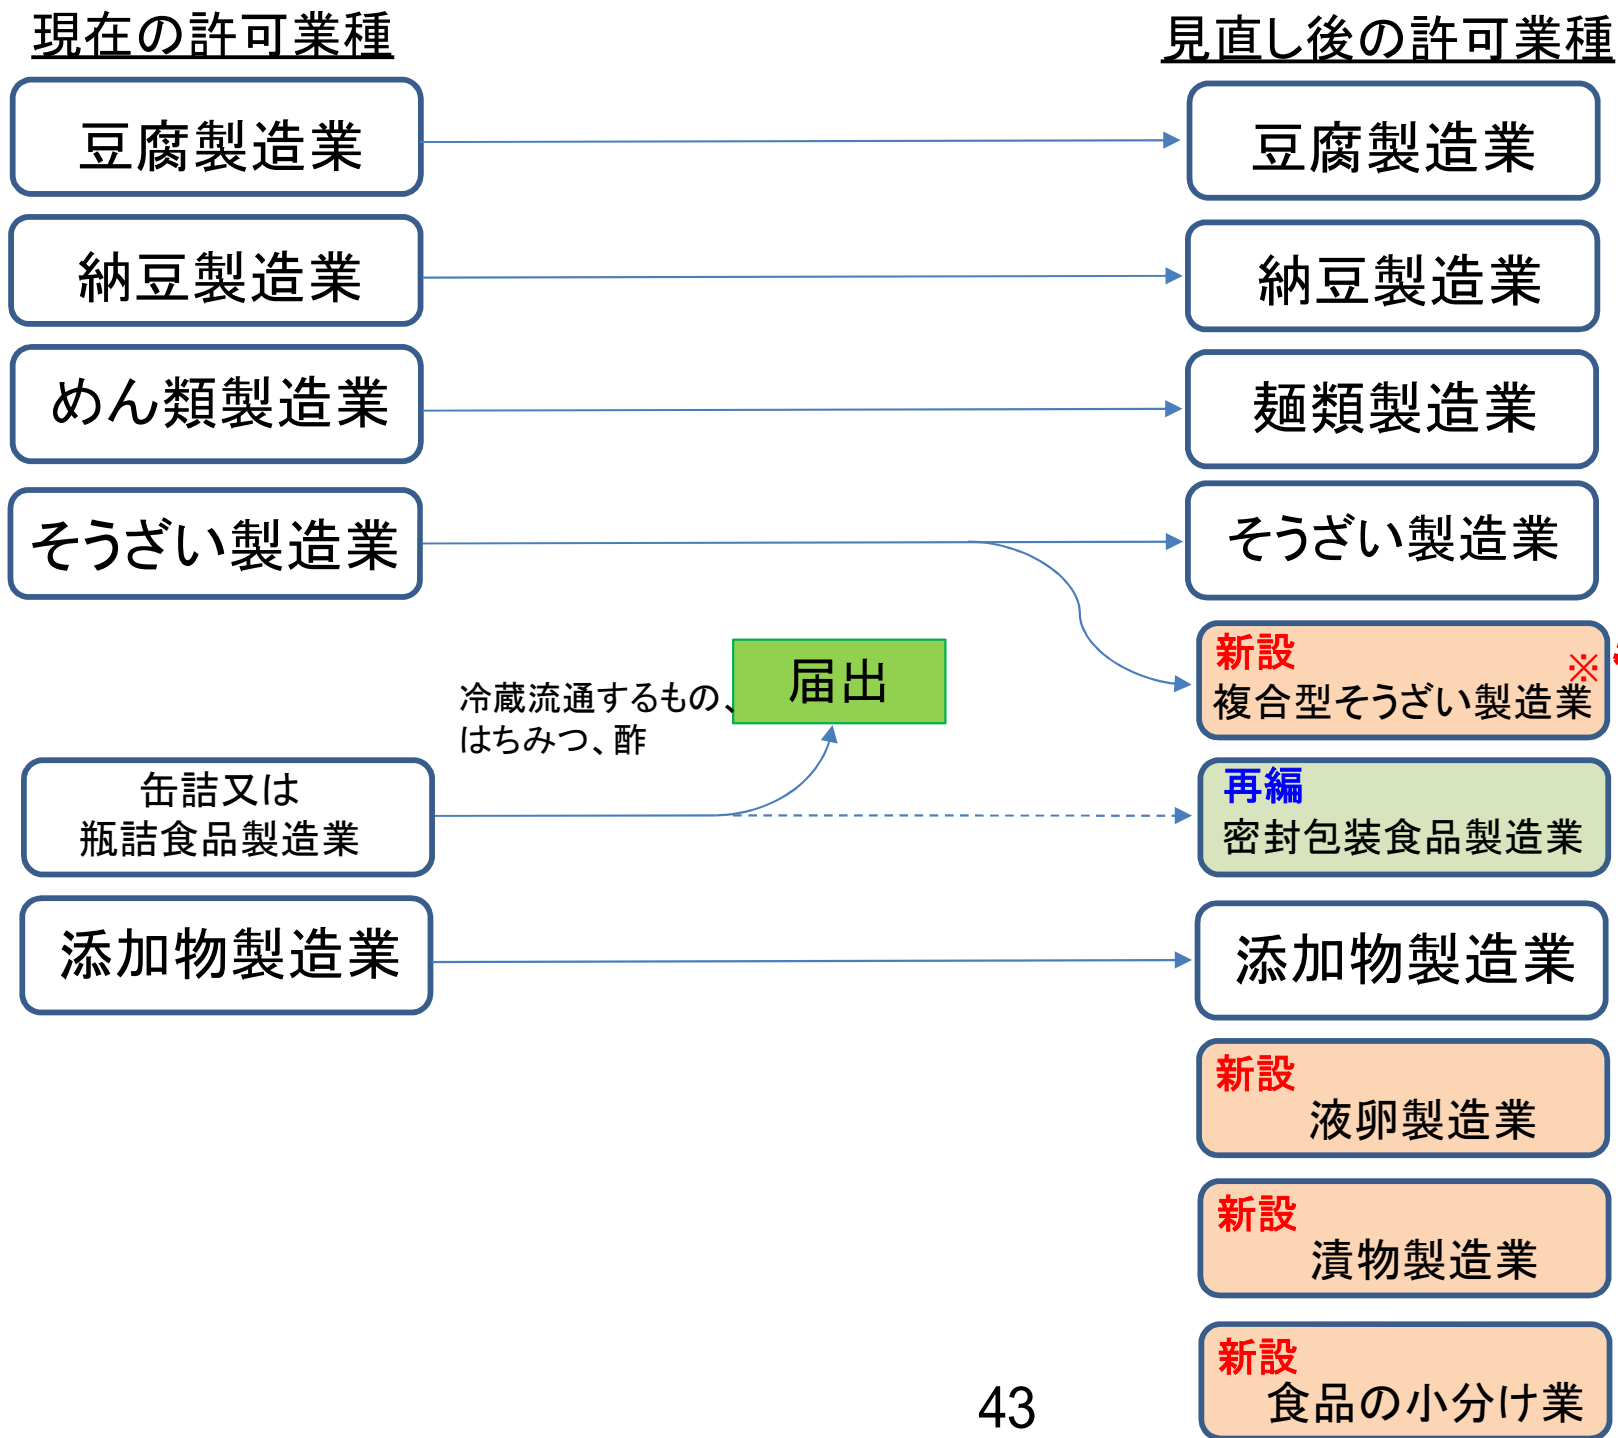 現在の許可業種
見直し後の許可業種
豆腐製造業
豆腐製造業
納豆製造業
納豆製造業
めん類製造業
麺類製造業
そうざい製造業
そうざい製造業
新設
※
複合型そうざい製造業
届出
冷蔵流通するもの、
はちみつ、酢
缶詰又は
瓶詰食品製造業
再編
密封包装食品製造業
添加物製造業
添加物製造業
新設
液卵製造業
新設
漬物製造業
新設
食品の小分け業
43